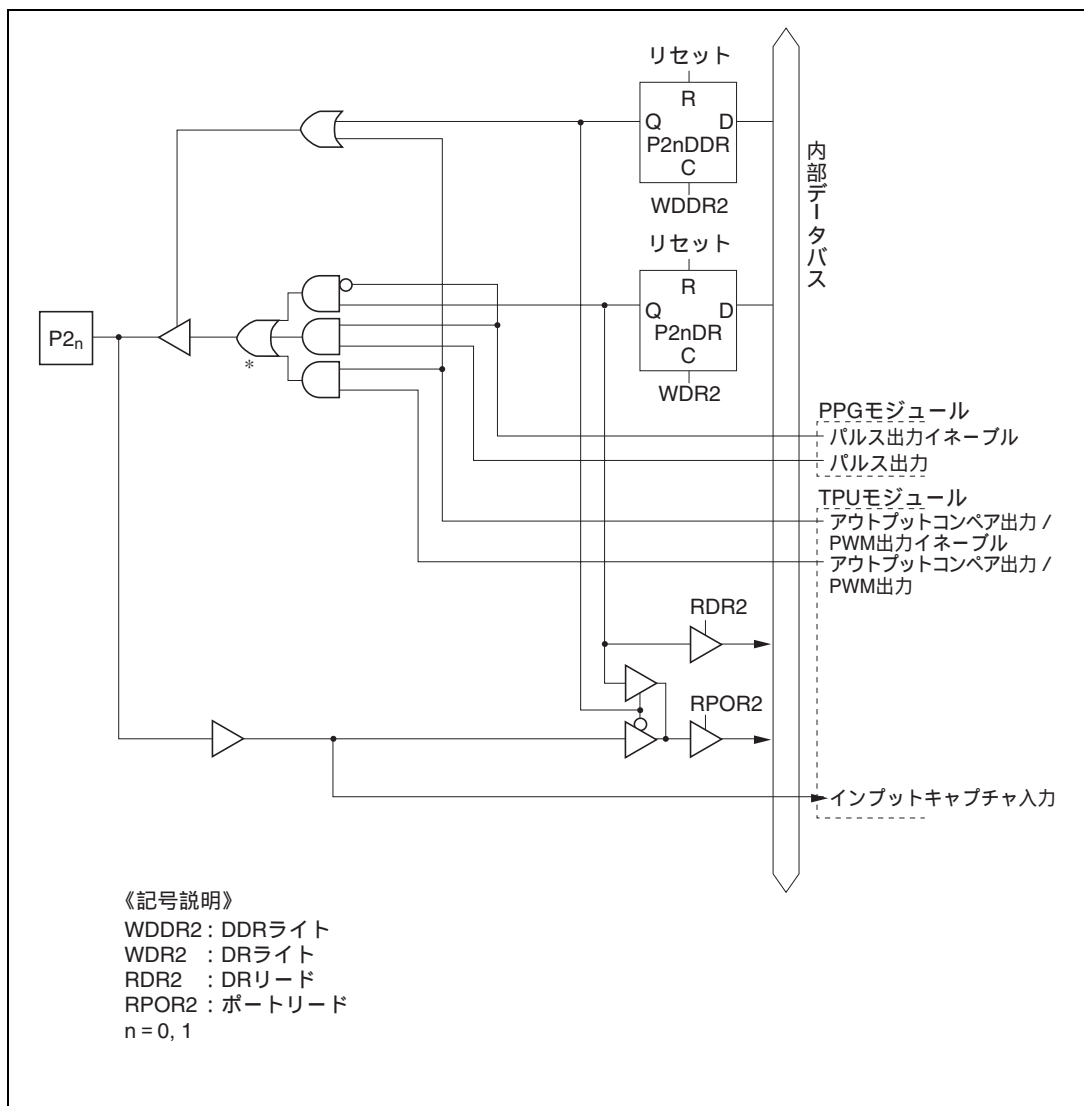 リセット
R
Q D
P2nDDR
C
WDDR2
リセット
R
Q D
P2nDR
C
WDR2
内部データバス
P2n
*
PPGモジュール
パルス出力イネーブル
パルス出力
TPUモジュール
アウトプットコンペア出力 /
PWM出力イネーブル
アウトプットコンペア出力 /
PWM出力
RDR2
RPOR2
インプットキャプチャ入力
《記号説明》
WDDR2 : DDRライト
WDR2 : DRライト
RDR2 : DRリード
RPOR2 : ポートリード
n = 0, 1